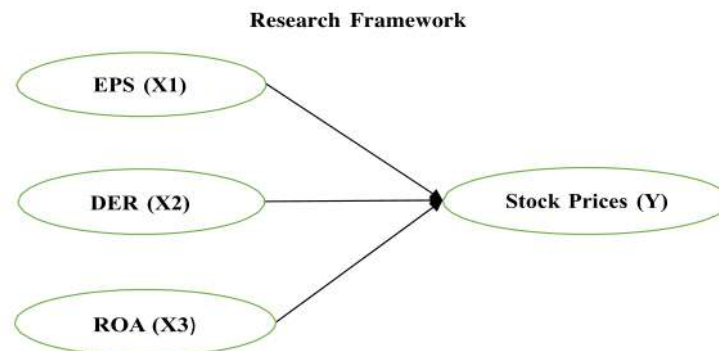 Research Framework
EPS (X1)
DER (X2)
Stock Prices (Y)
ROA (X3)